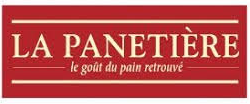 LA PANETIÈRE
le goût du pain retrouvé